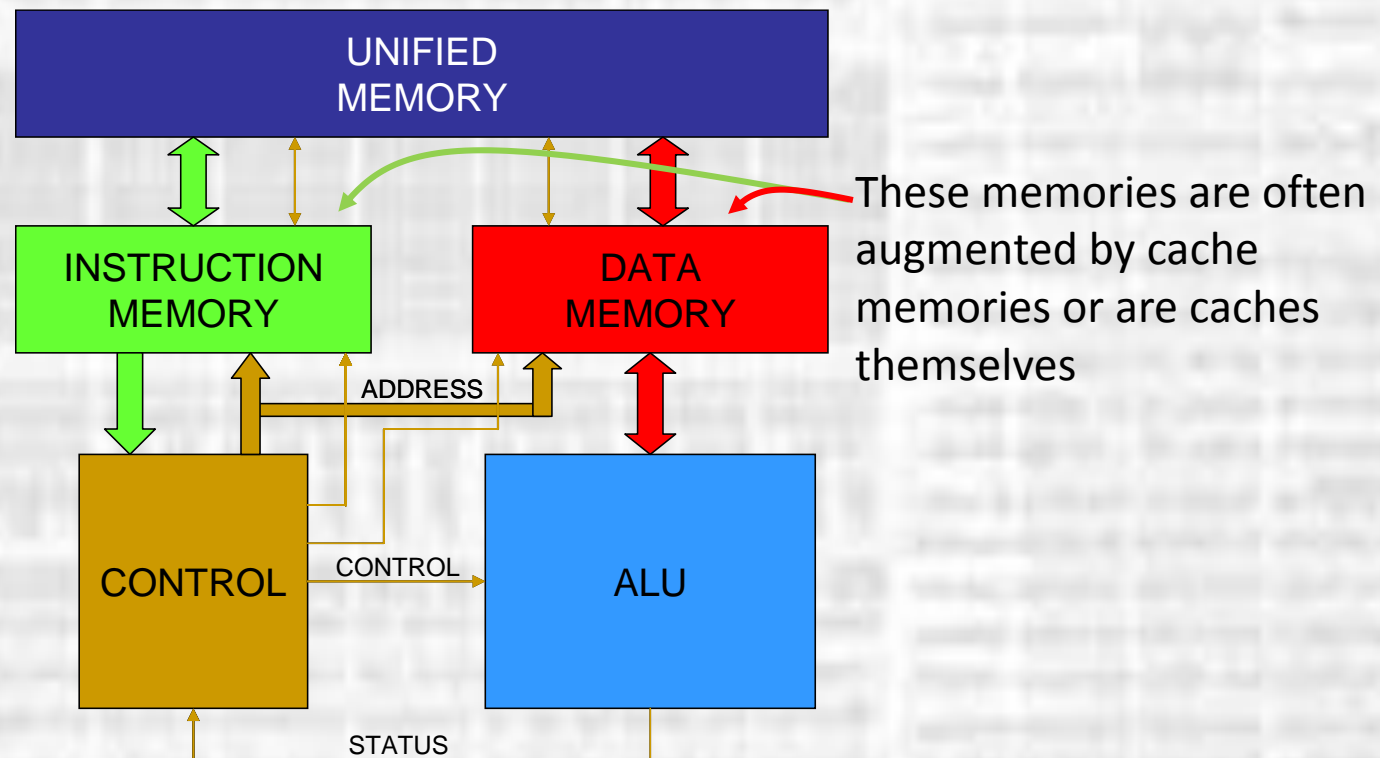 UNIFIED
MEMORY
These memories are often
augmented by cache
memories or are caches
themselves
INSTRUCTION
MEMORY
DATA
MEMORY
ADDRESS
CONTROL
CONTROL
ALU
STATUS